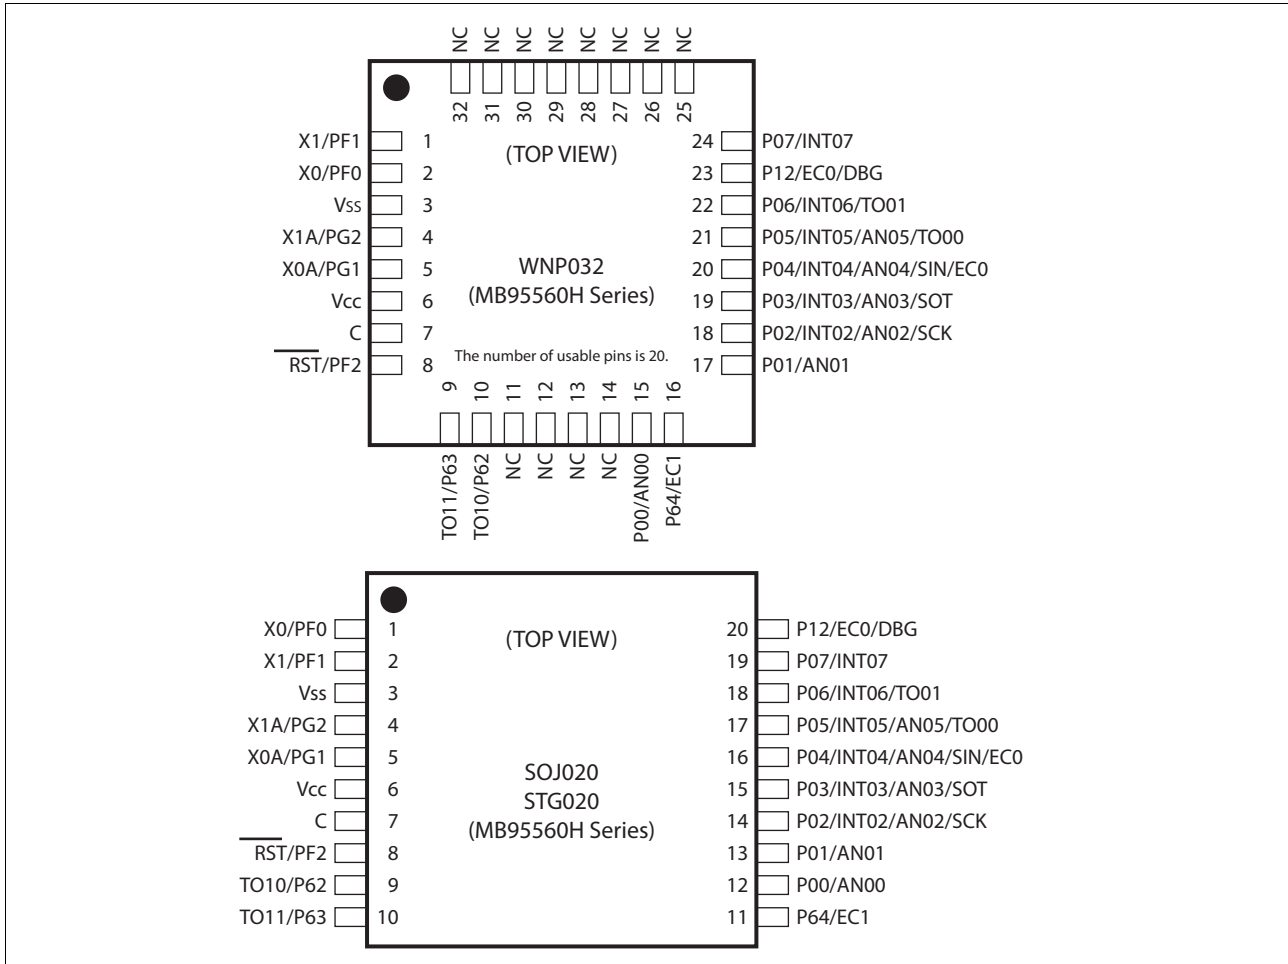 NC NC NC NC NC NC NC NC
32 31 30 29 28 27 26 25
(TOP VIEW)
X1/PF1 1
X0/PF0 2
Vss 3
X1A/PG2 4
X0A/PG1 5
Vcc 6
C 7
RST/PF2 8
24 P07/INT07
23 P12/EC0/DBG
22 P06/INT06/TO01
21 P05/INT05/AN05/TO00
20 P04/INT04/AN04/SIN/EC0
19 P03/INT03/AN03/SOT
18 P02/INT02/AN02/SCK
17 P01/AN01
WNP032
(MB95560H Series)
The number of usable pins is 20.
9 10 11 12 13 14 15 16
TO11/P63 TO10/P62 NC NC NC NC P00/AN00 P64/EC1
(TOP VIEW)
X0/PF0 1
X1/PF1 2
Vss 3
X1A/PG2 4
X0A/PG1 5
Vcc 6
C 7
RST/PF2 8
TO10/P62 9
TO11/P63 10
20 P12/EC0/DBG
19 P07/INT07
18 P06/INT06/TO01
17 P05/INT05/AN05/TO00
16 P04/INT04/AN04/SIN/EC0
15 P03/INT03/AN03/SOT
14 P02/INT02/AN02/SCK
13 P01/AN01
12 P00/AN00
11 P64/EC1
SOJ020
STG020
(MB95560H Series)